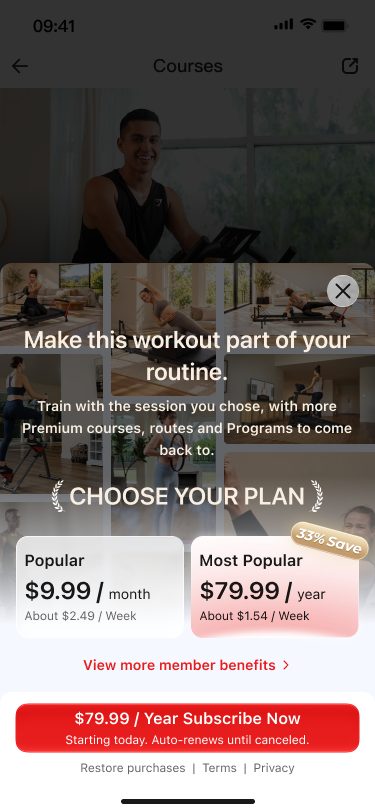 09:41
Courses
Make this workout part of your
routine.
Train with the session you chose, with more
Premium courses, routes and Programs to come
back to.
CHOOSE YOUR PLAN
33% Save
Popular
$9.99 / month
About $2.49 / Week
Most Popular
$79.99 / year
About $1.54 / Week
View more member benefits >
$79.99 / Year Subscribe Now
Starting today. Auto-renews until canceled.
Restore purchases | Terms | Privacy